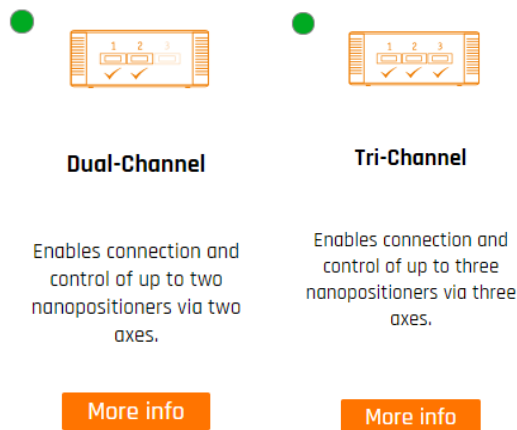 1 2 3
Dual-Channel
Enables connection and
control of up to two
nanopositioners via two
axes.
More info
1 2 3
Tri-Channel
Enables connection and
control of up to three
nanopositioners via three
axes.
More info